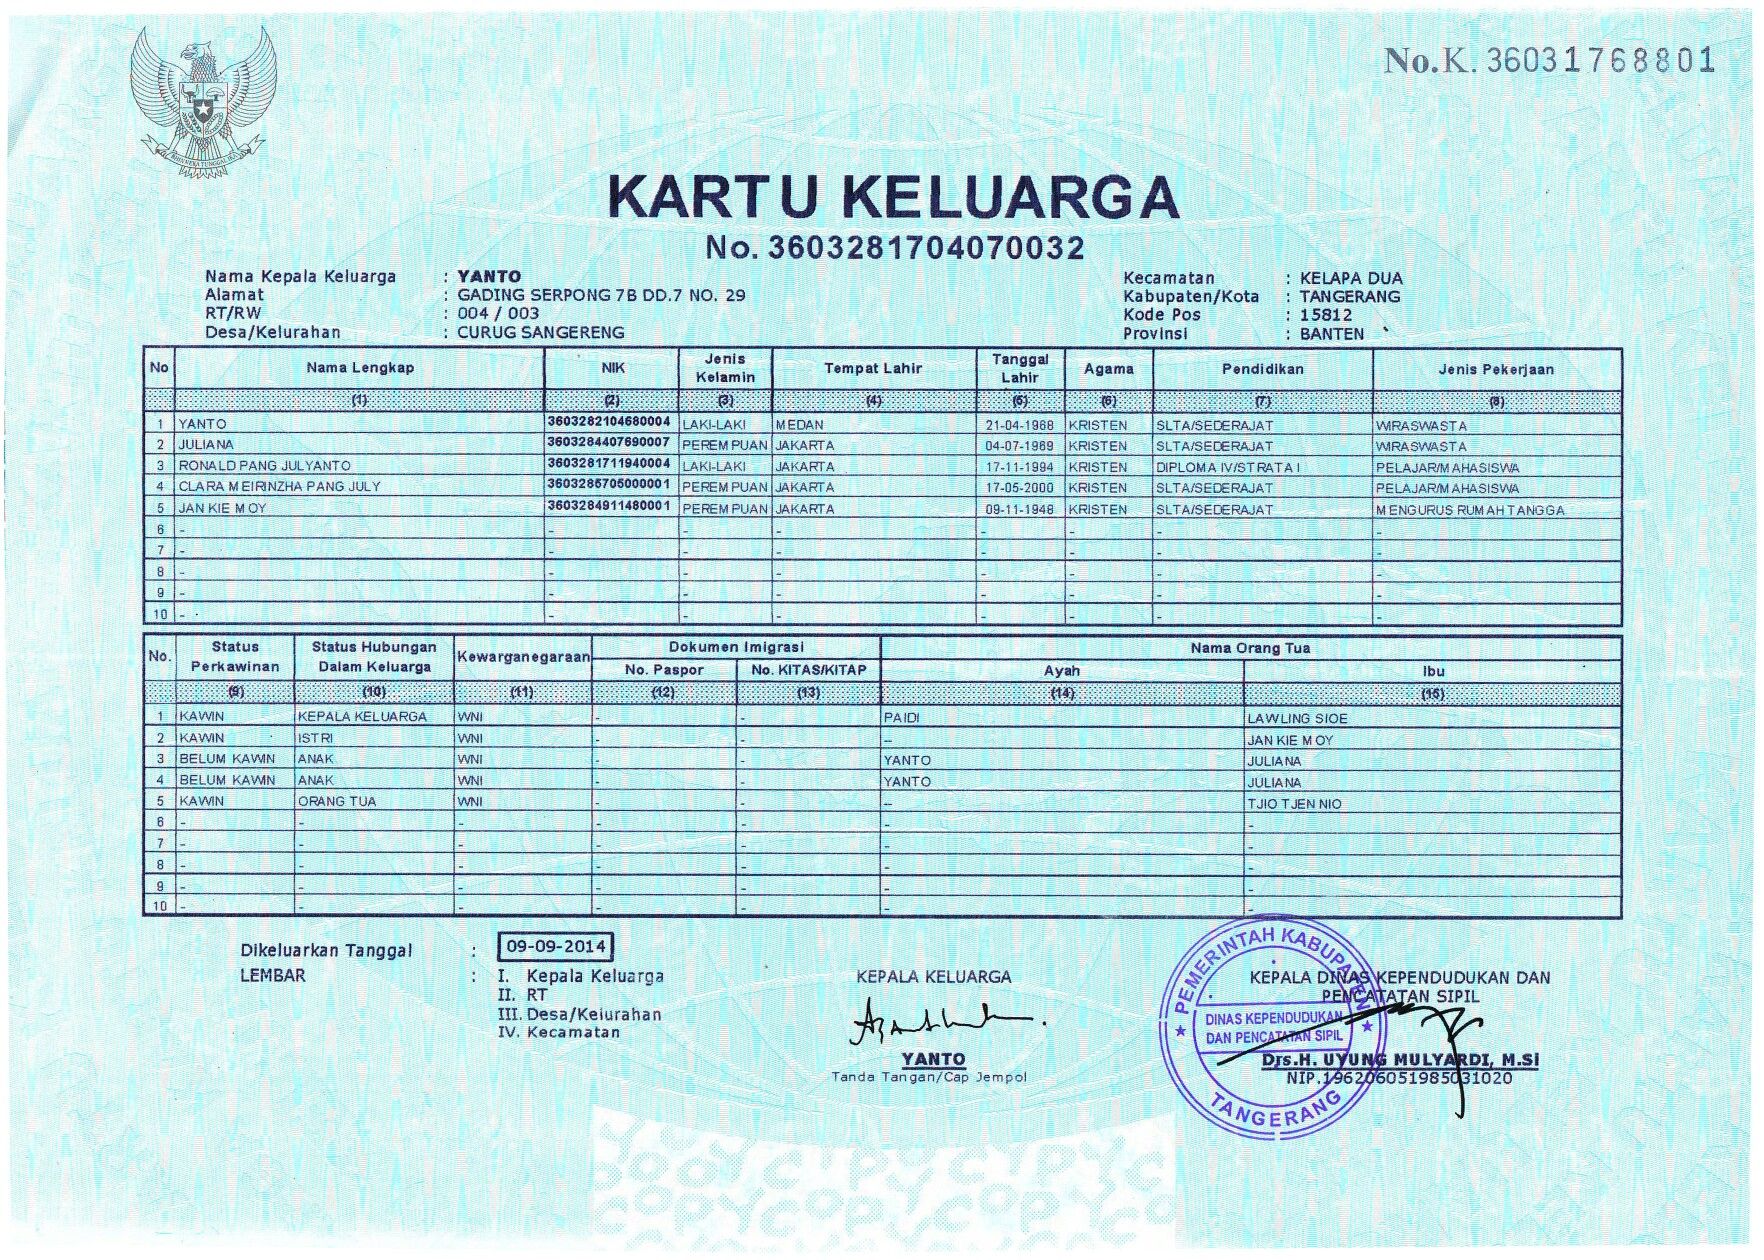 No.K. 36031768801
BHINNEKA TUNGGAL IKA
KARTU KELUARGA
No. 3603281704070032
Nama Kepala Keluarga : YANTO Kecamatan : KELAPA DUA
Alamat : GADING SERPONG 7B DD.7 NO. 29 Kabupaten/Kota : TANGERANG
RT/RW : 004 / 003 Kode Pos : 15812
Desa/Kelurahan : CURUG SANGERENG Provinsi : BANTEN
No Nama Lengkap NIK Jenis Kelamin Tempat Lahir Tanggal Lahir Agama Pendidikan Jenis Pekerjaan
(1) (2) (3) (4) (5) (6) (7) (8)
1 YANTO 3603282104680004 LAKI-LAKI MEDAN 21-04-1968 KRISTEN SLTA/SEDERAJAT WIRASWASTA
2 JULIANA 3603284407690007 PEREMPUAN JAKARTA 04-07-1969 KRISTEN SLTA/SEDERAJAT WIRASWASTA
3 RONALD PANG JULYANTO 3603281711940004 LAKI-LAKI JAKARTA 17-11-1994 KRISTEN DIPLOMA IV/STRATA I PELAJAR/MAHASISWA
4 CLARA MEIRINZHA PANG JULY 3603285705000001 PEREMPUAN JAKARTA 17-05-2000 KRISTEN SLTA/SEDERAJAT PELAJAR/MAHASISWA
5 JAN KIE MOY 3603284911480001 PEREMPUAN JAKARTA 09-11-1948 KRISTEN SLTA/SEDERAJAT MENGURUS RUMAH TANGGA
6 - - - - - - - -
7 - - - - - - - -
8 - - - - - - - -
9 - - - - - - - -
10 - - - - - - - -
No. Status Perkawinan Status Hubungan Dalam Keluarga Kewarganegaraan Dokumen Imigrasi Nama Orang Tua
No. Paspor No. KITAS/KITAP Ayah Ibu
(9) (10) (11) (12) (13) (14) (15)
1 KAWIN KEPALA KELUARGA WNI - - PAIDI LAWLING SIOE
2 KAWIN ISTRI WNI - - -- JAN KIE MOY
3 BELUM KAWIN ANAK WNI - - YANTO JULIANA
4 BELUM KAWIN ANAK WNI - - YANTO JULIANA
5 KAWIN ORANG TUA WNI - - -- TJIO TJEN NIO
6 - - - - - - -
7 - - - - - - -
8 - - - - - - -
9 - - - - - - -
10 - - - - - - -
Dikeluarkan Tanggal : 09-09-2014
LEMBAR : I. Kepala Keluarga
II. RT
III. Desa/Kelurahan
IV. Kecamatan
KEPALA KELUARGA
YANTO
Tanda Tangan/Cap Jempol
KEPALA DINAS KEPENDUDUKAN DAN
PENCATATAN SIPIL
PEMERINTAH KABUPATEN
DINAS KEPENDUDUKAN
DAN PENCATATAN SIPIL
TANGERANG
Drs.H. UYUNG MULYARDI, M.Si
NIP.196206051985031020
COPY COPY
COPY COPY COPY